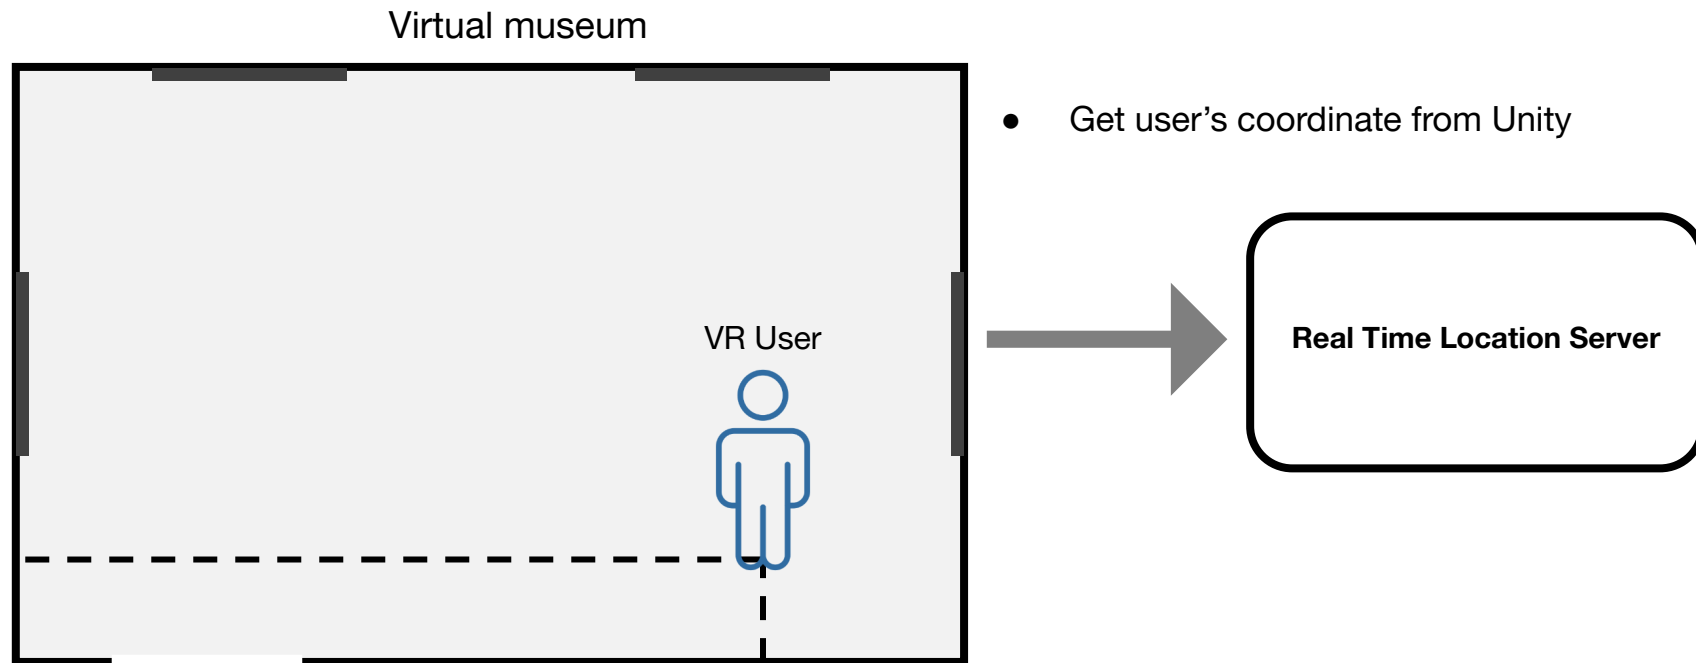 Virtual museum
● Get user’s coordinate from Unity
VR User
Real Time Location Server